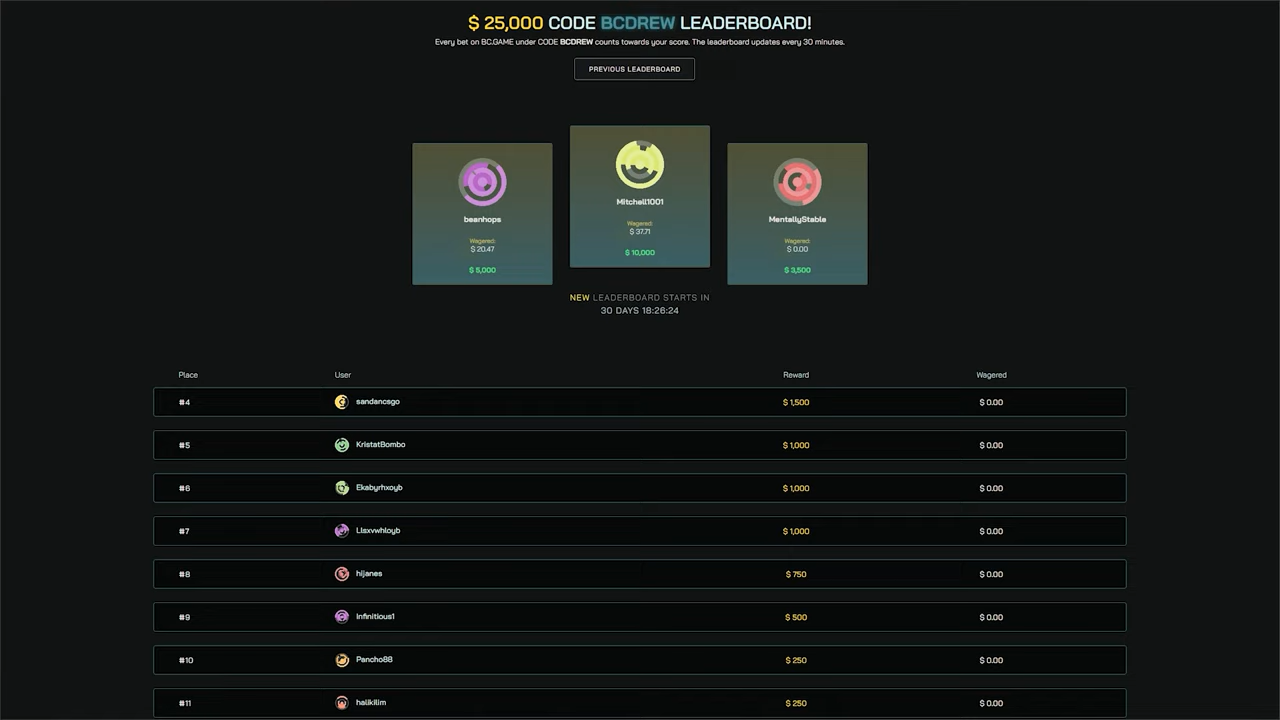 $ 25,000 CODE BCDREW LEADERBOARD!
Every bet on BC.GAME under CODE BCDREW counts towards your score. The leaderboard updates every 30 minutes.
PREVIOUS LEADERBOARD
beanhops
Wagered:
$ 20.47
$ 5,000
Mitchell1001
Wagered:
$ 37.71
$ 10,000
MentallyStable
Wagered:
$ 0.00
$ 3,500
NEW LEADERBOARD STARTS IN
30 DAYS 18:26:24
Place User Reward Wagered
#4 sandancsgo $ 1,500 $ 0.00
#5 KristatBombo $ 1,000 $ 0.00
#6 Ekabyrhxoyb $ 1,000 $ 0.00
#7 Llsxvwhloyb $ 1,000 $ 0.00
#8 hijanes $ 750 $ 0.00
#9 Infinitious1 $ 500 $ 0.00
#10 Pancho88 $ 250 $ 0.00
#11 halikilim $ 250 $ 0.00